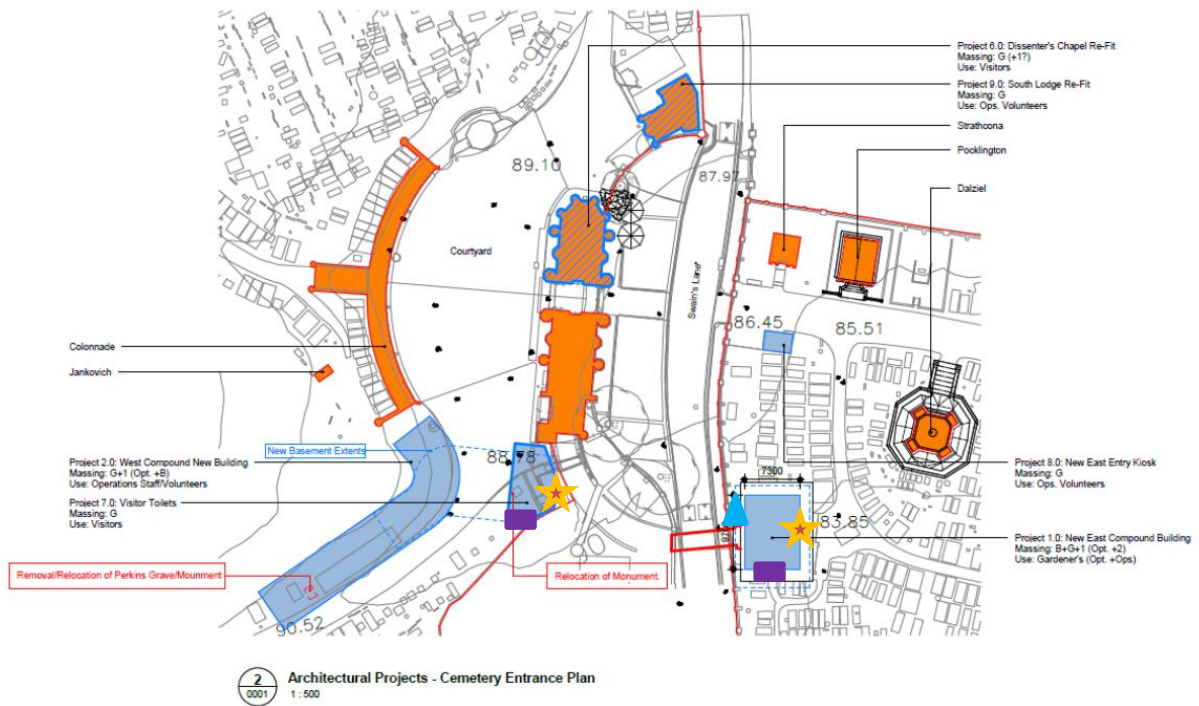 Project 6.0: Dissenter's Chapel Re-Fit
Massing: G (+1?)
Use: Visitors
Project 9.0: South Lodge Re-Fit
Massing: G
Use: Ops. Volunteers
Strathcona
Pocklington
Dalziel
89.10
87.97
Courtyard
Swain's Lane
86.45
85.51
Colonnade
Jankovich
New Basement Extents
88.78
Project 2.0: West Compound New Building
Massing: G+1 (Opt. +B)
Use: Operations Staff/Volunteers
Project 7.0: Visitor Toilets
Massing: G
Use: Visitors
7300
83.85
Project 8.0: New East Entry Kiosk
Massing: G
Use: Ops. Volunteers
Project 1.0: New East Compound Building
Massing: B+G+1 (Opt. +2)
Use: Gardener's (Opt. +Ops)
Removal/Relocation of Perkins Grave/Mounment
Relocation of Monument.
90.52
2
0001
Architectural Projects - Cemetery Entrance Plan
1 : 500